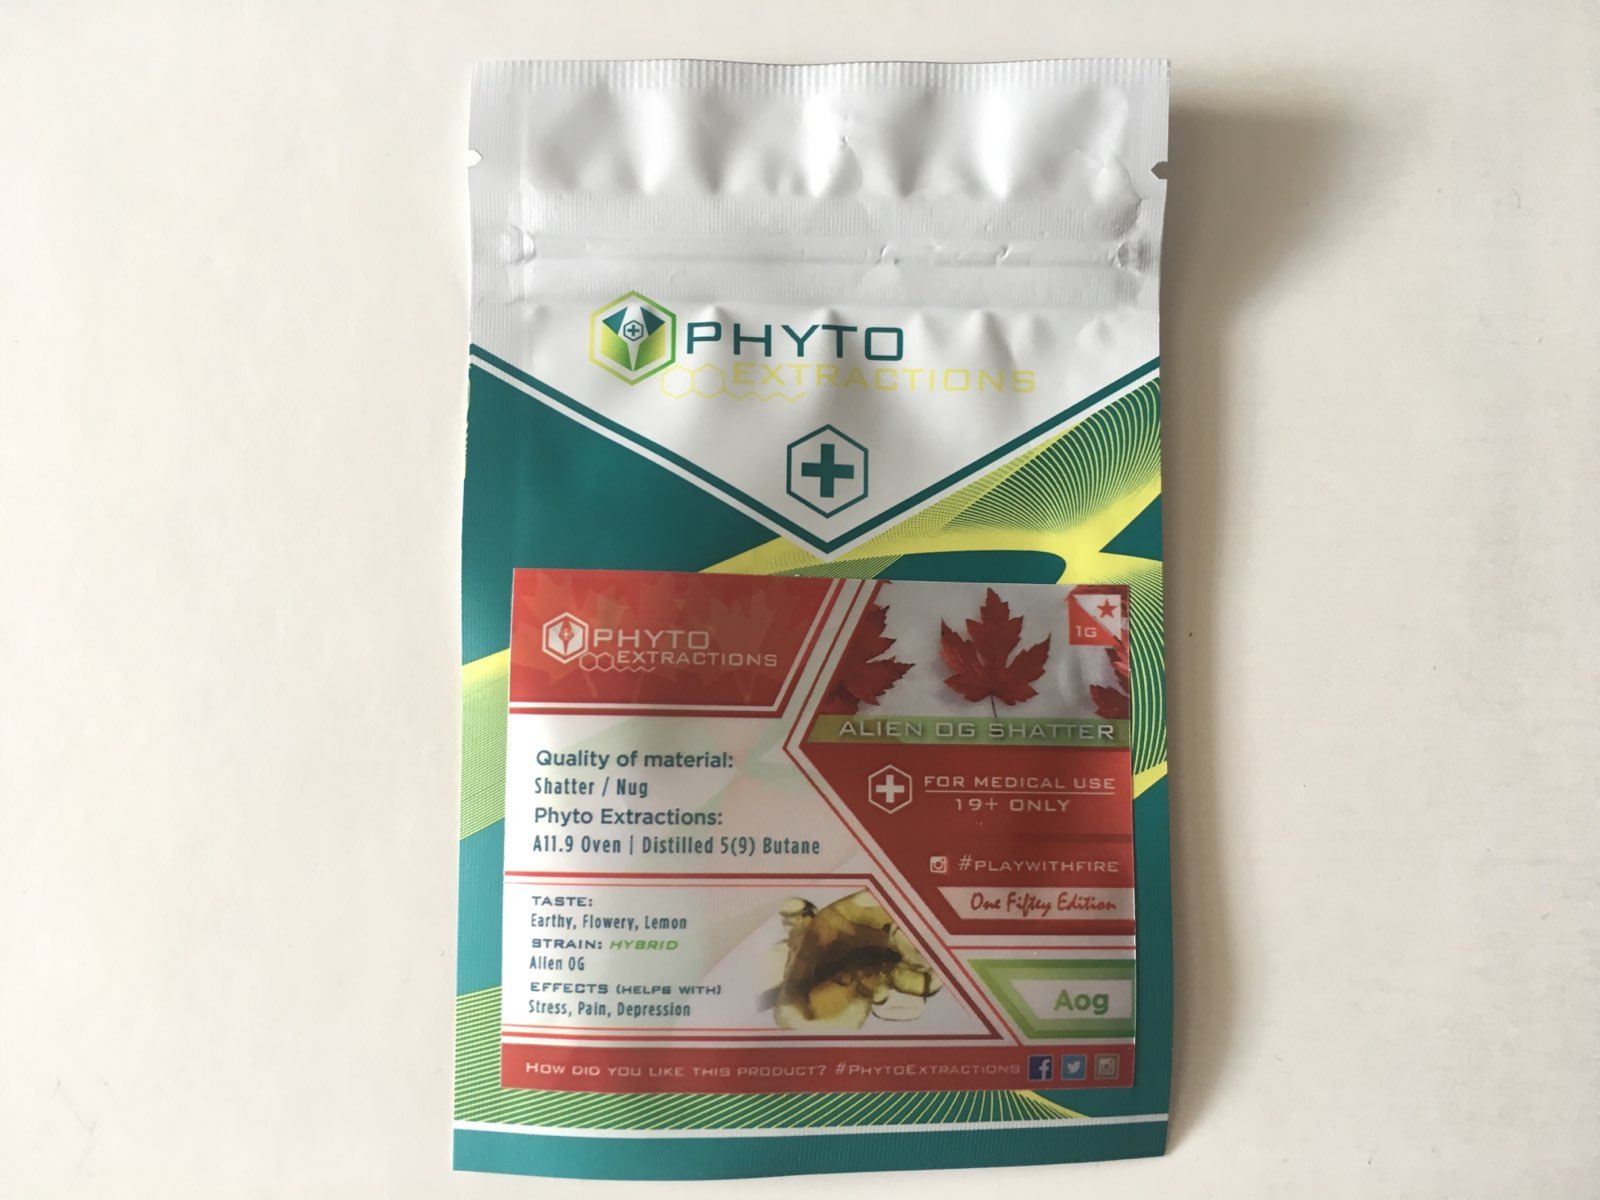 PHYTO
EXTRACTIONS
PHYTO
EXTRACTIONS
1G
ALIEN OG SHATTER
Quality of material:
Shatter / Nug
Phyto Extractions:
A11.9 Oven | Distilled 5(9) Butane
FOR MEDICAL USE
19+ ONLY
#PLAYWITHFIRE
One Fiftey Edition
TASTE:
Earthy, Flowery, Lemon
STRAIN: HYBRID
Alien OG
EFFECTS (HELPS WITH)
Stress, Pain, Depression
Aog
HOW DID YOU LIKE THIS PRODUCT? #PHYTOEXTRACTIONS